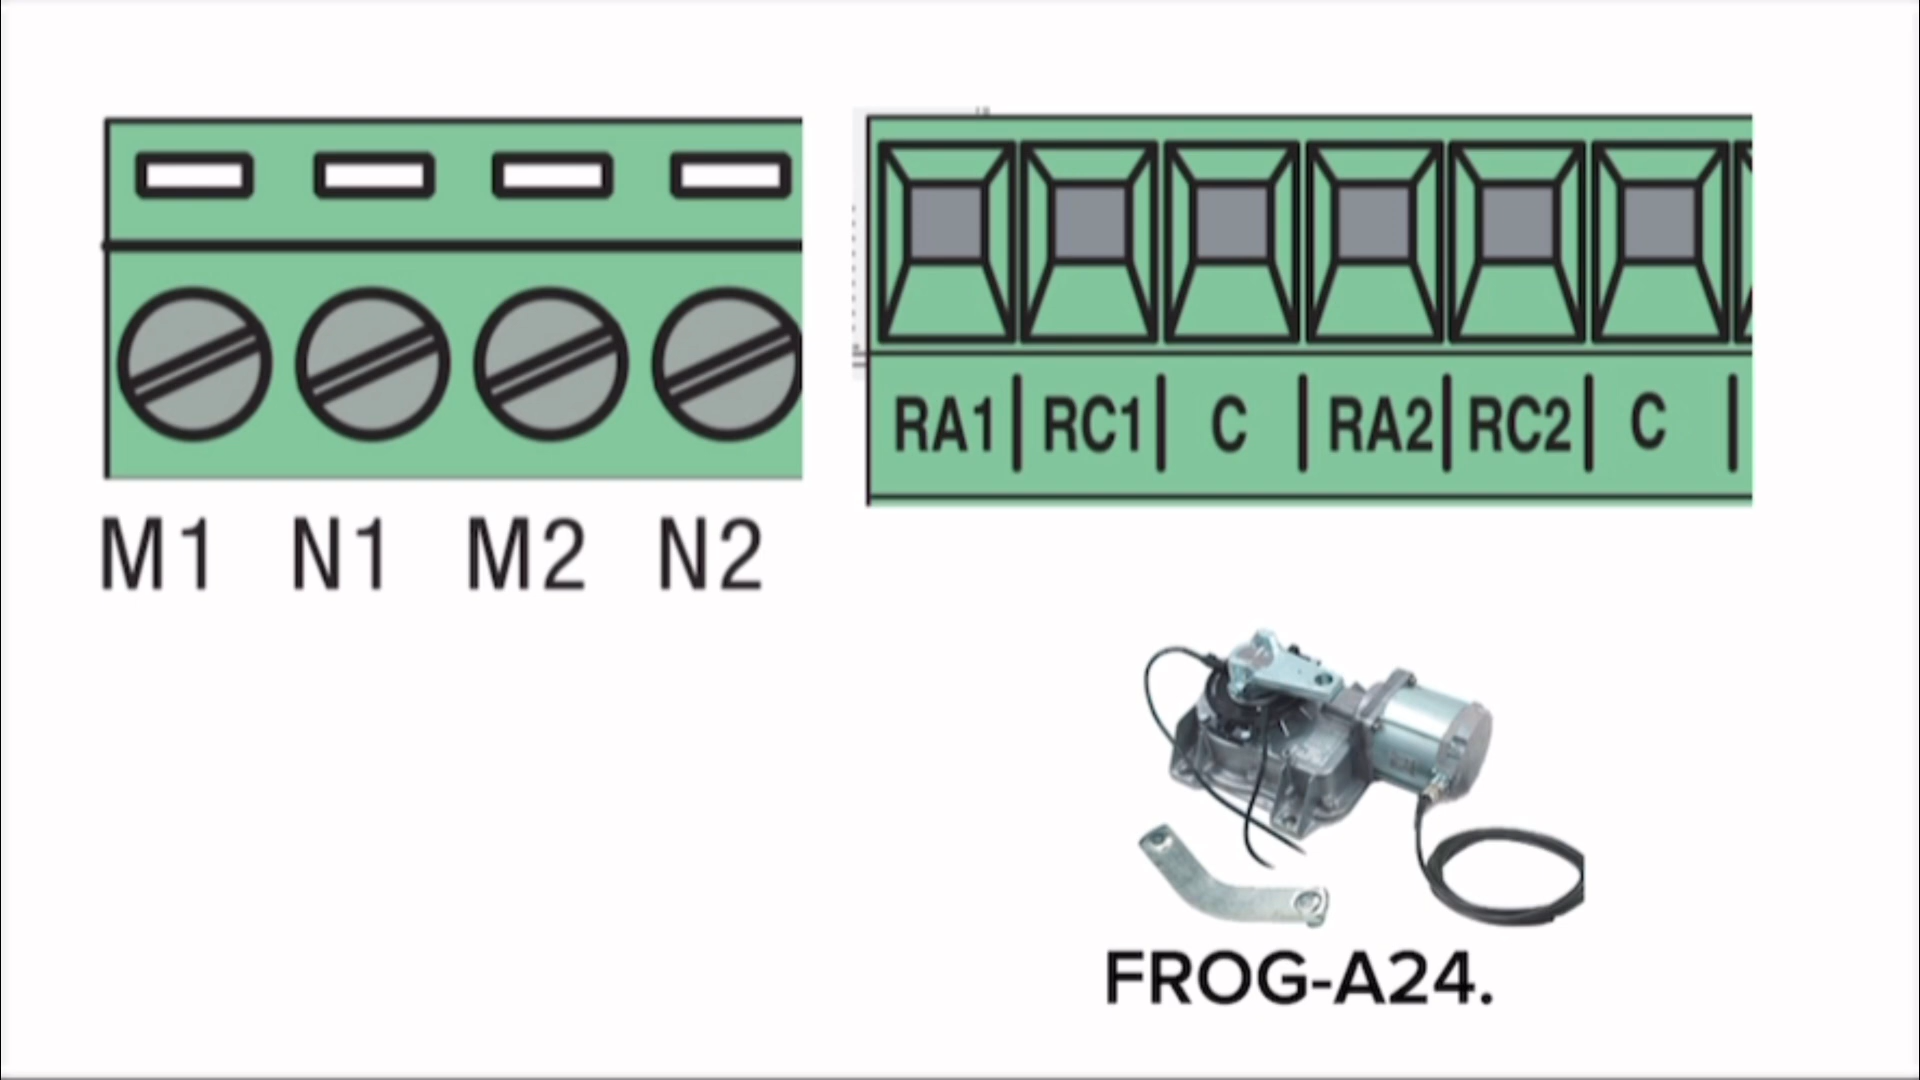 RA1 | RC1 | C | RA2 | RC2 | C |
M1 N1 M2 N2
FROG-A24.